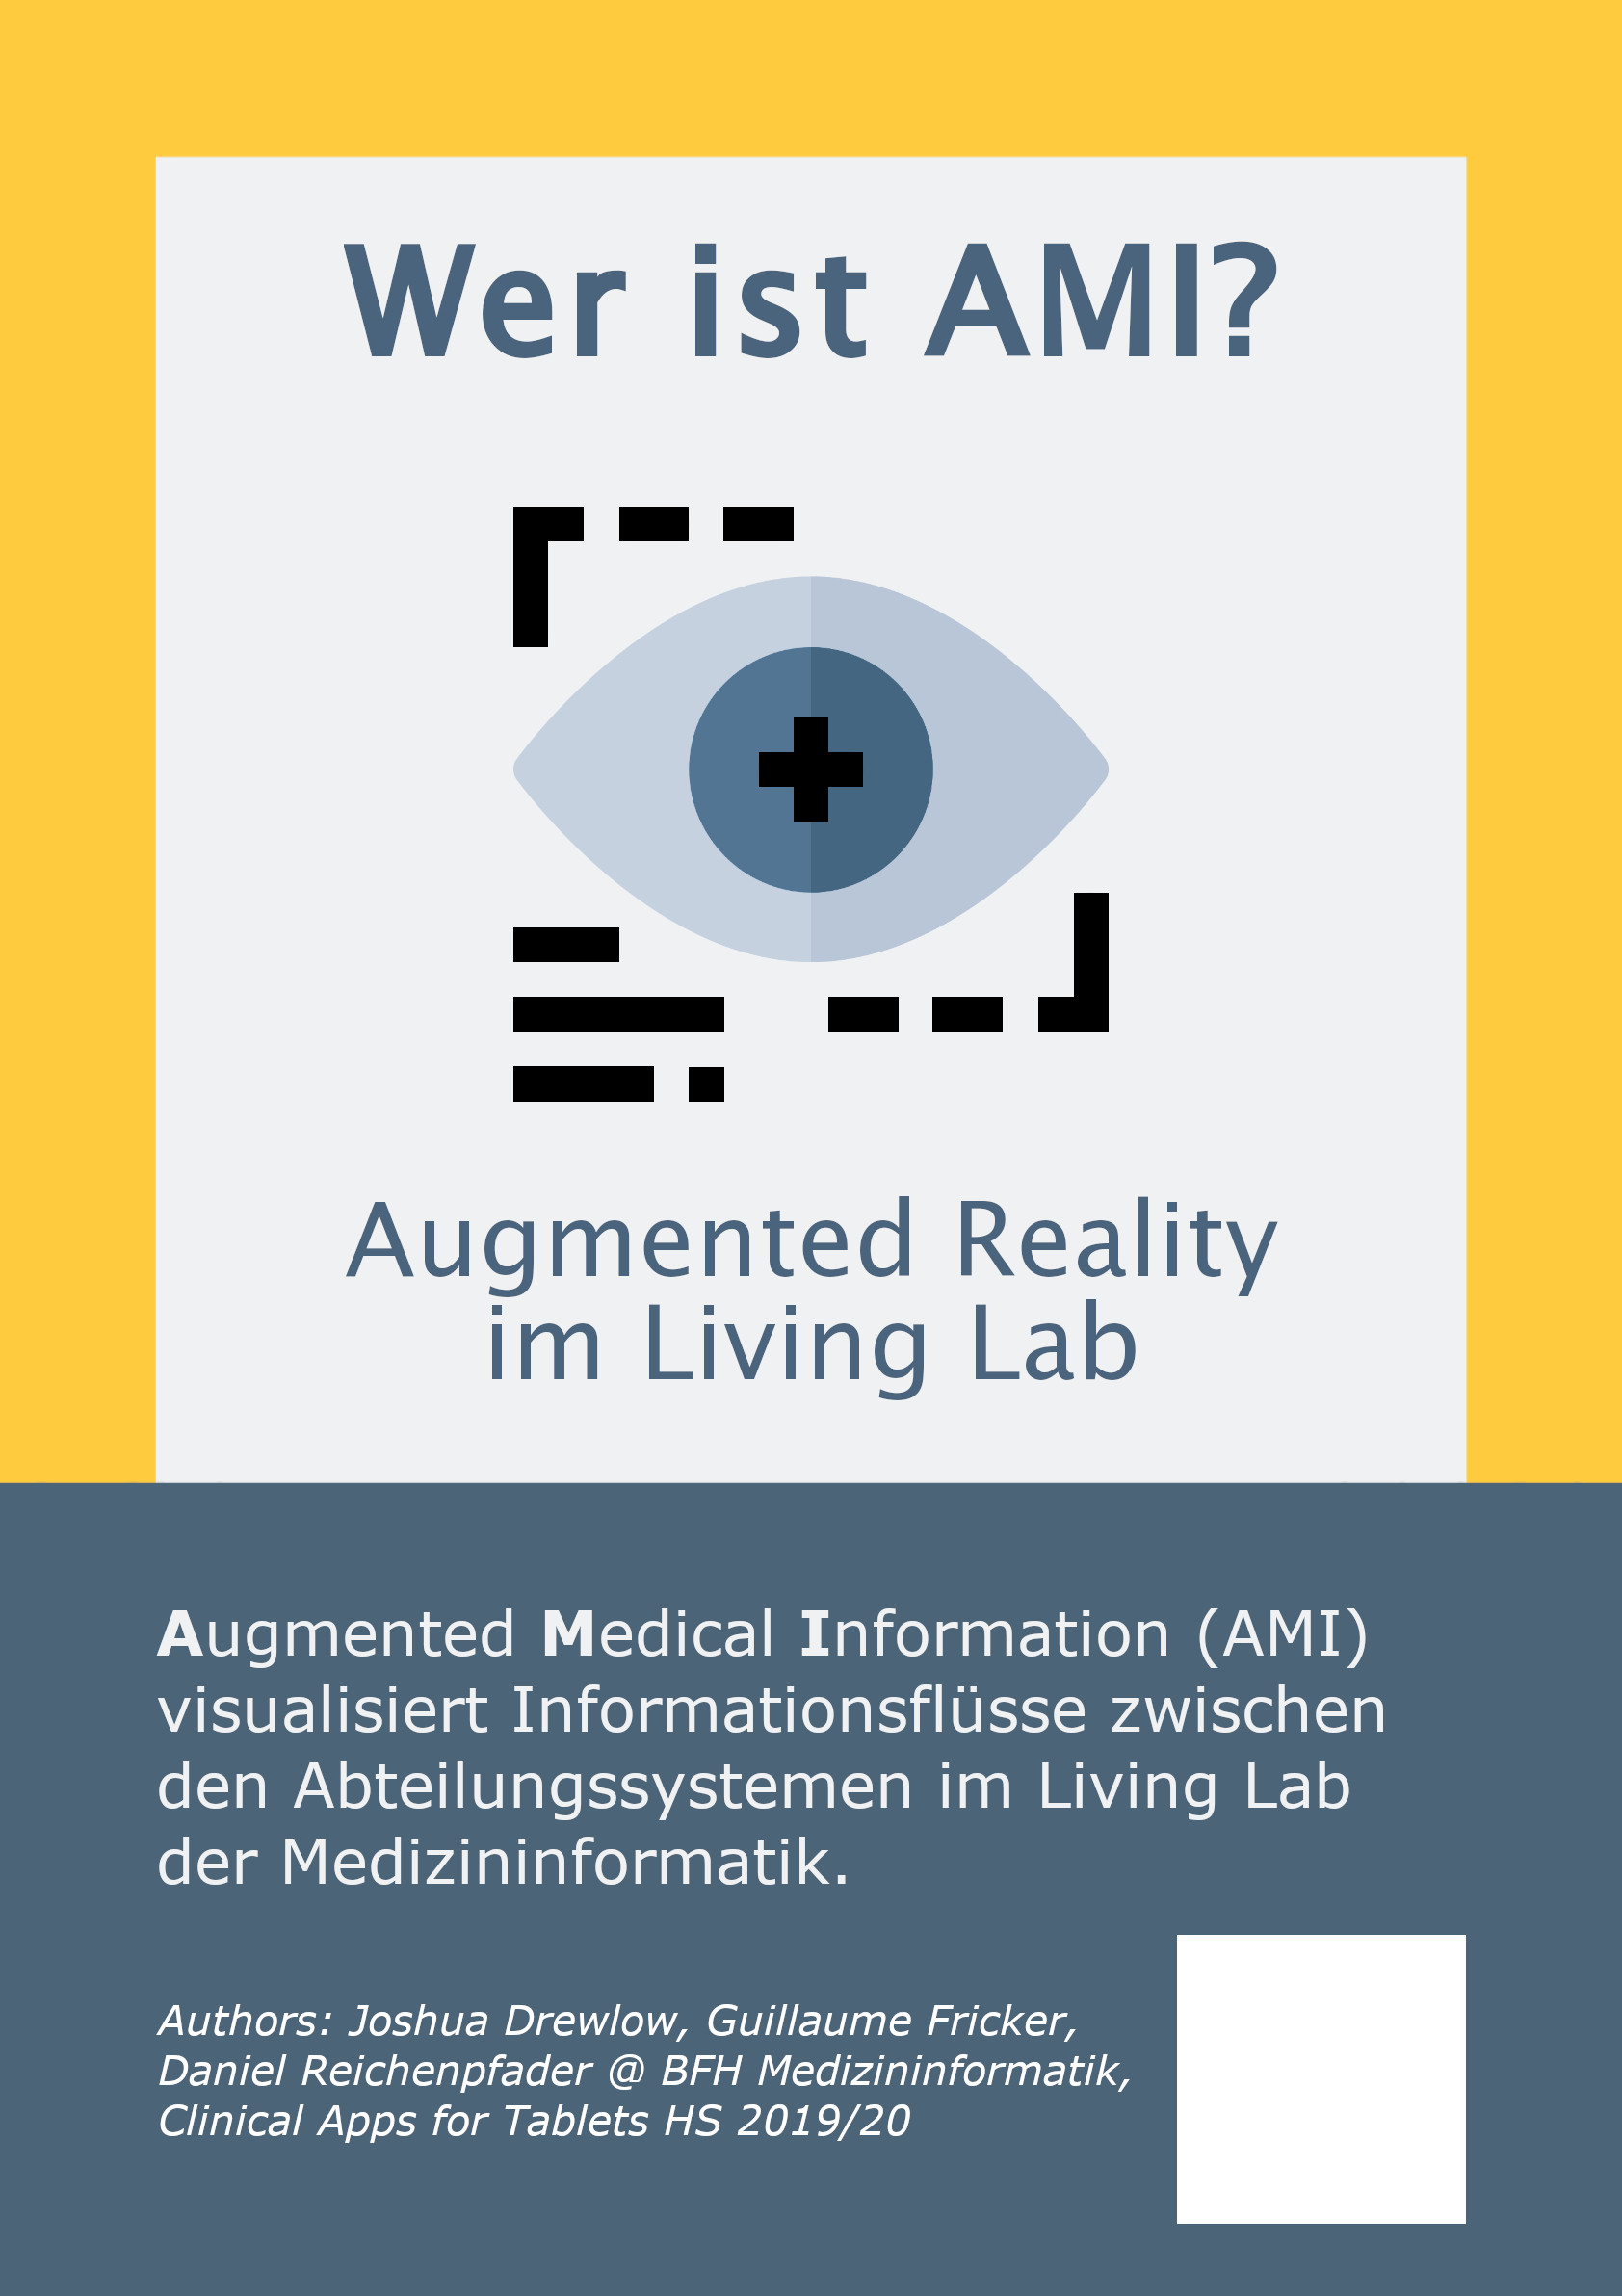 Wer ist AMI?
Augmented Reality
im Living Lab
Augmented Medical Information (AMI)
visualisiert Informationsflüsse zwischen
den Abteilungssystemen im Living Lab
der Medizininformatik.
Authors: Joshua Drewlow, Guillaume Fricker,
Daniel Reichenpfader @ BFH Medizininformatik,
Clinical Apps for Tablets HS 2019/20